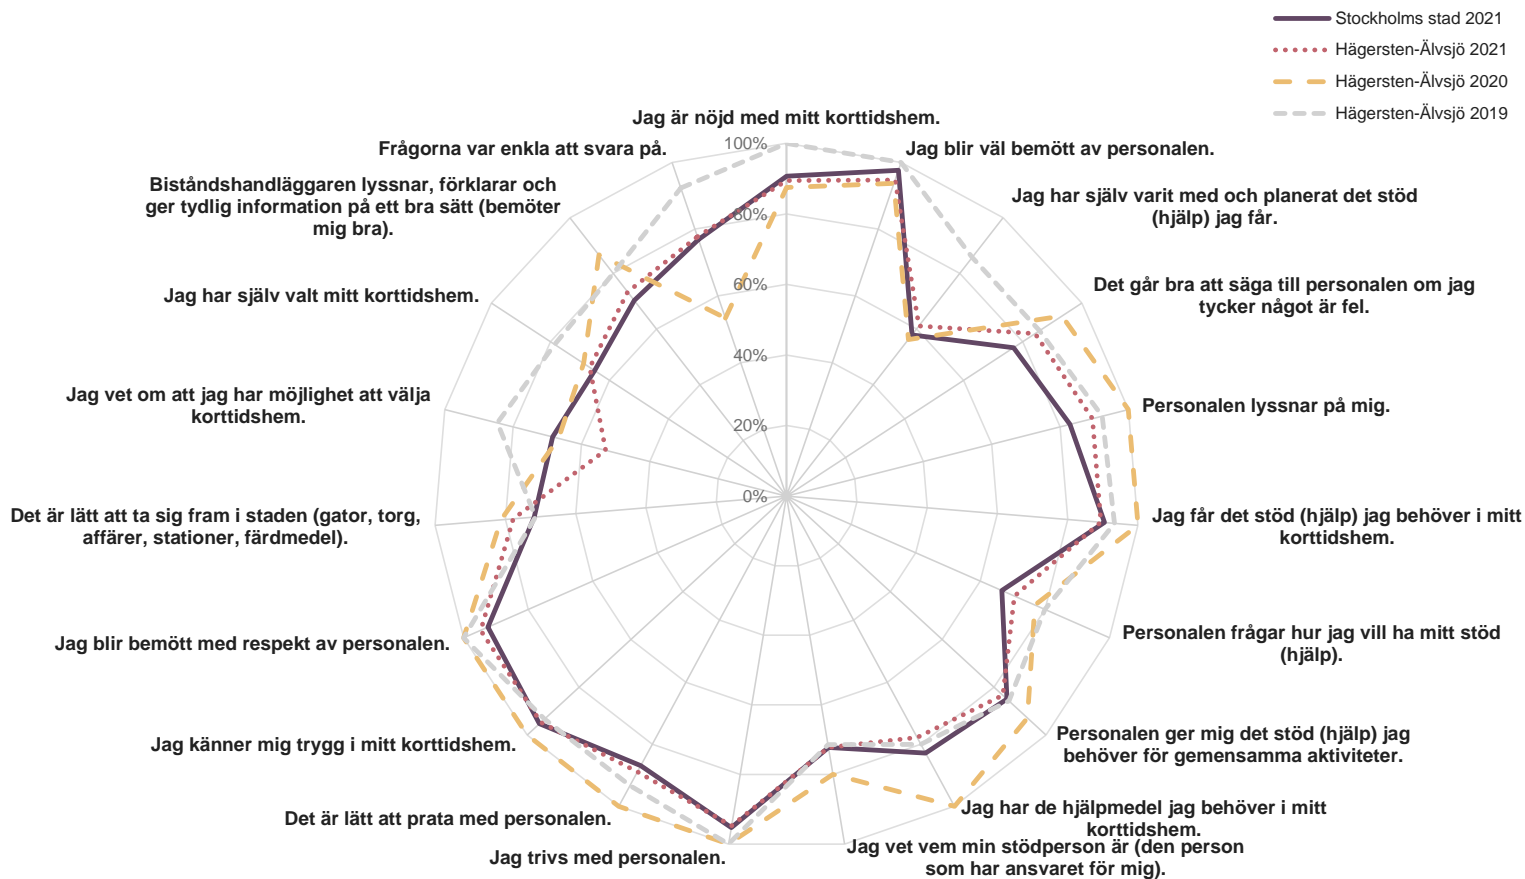 Stockholms stad 2021
Hägersten-Älvsjö 2021
Hägersten-Älvsjö 2020
Hägersten-Älvsjö 2019
Jag är nöjd med mitt korttidshem.
Jag blir väl bemött av personalen.
Jag har själv varit med och planerat det stöd
(hjälp) jag får.
Det går bra att säga till personalen om jag
tycker något är fel.
Personalen lyssnar på mig.
Jag får det stöd (hjälp) jag behöver i mitt
korttidshem.
Personalen frågar hur jag vill ha mitt stöd
(hjälp).
Personalen ger mig det stöd (hjälp) jag
behöver för gemensamma aktiviteter.
Jag har de hjälpmedel jag behöver i mitt
korttidshem.
Jag vet vem min stödperson är (den person
som har ansvaret för mig).
Jag trivs med personalen.
Det är lätt att prata med personalen.
Jag känner mig trygg i mitt korttidshem.
Jag blir bemött med respekt av personalen.
Det är lätt att ta sig fram i staden (gator, torg,
affärer, stationer, färdmedel).
Jag vet om att jag har möjlighet att välja
korttidshem.
Jag har själv valt mitt korttidshem.
Biståndshandläggaren lyssnar, förklarar och
ger tydlig information på ett bra sätt (bemöter
mig bra).
Frågorna var enkla att svara på.
100%
80%
60%
40%
20%
0%